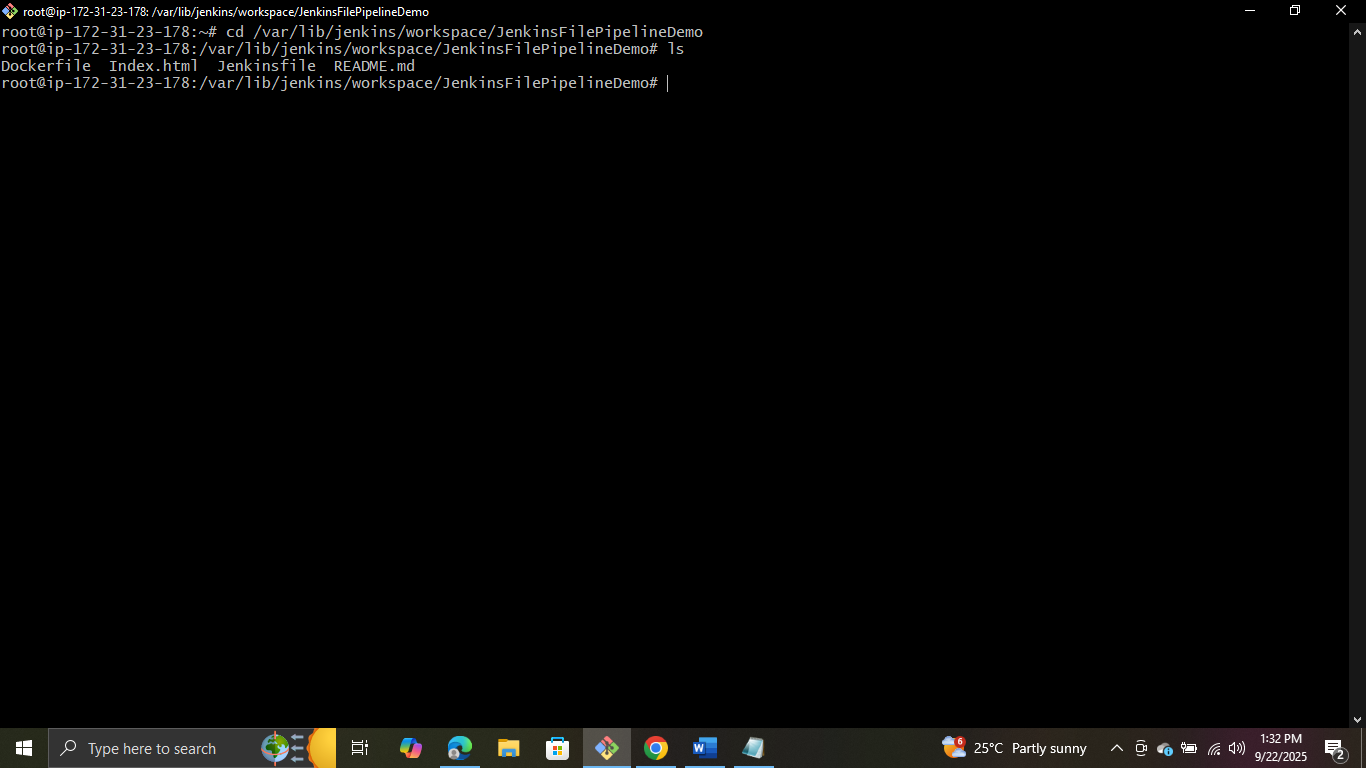 root@ip-172-31-23-178: /var/lib/jenkins/workspace/JenkinsFilePipelineDemo
root@ip-172-31-23-178:~# cd /var/lib/jenkins/workspace/JenkinsFilePipelineDemo
root@ip-172-31-23-178:/var/lib/jenkins/workspace/JenkinsFilePipelineDemo# ls
Dockerfile  Index.html  Jenkinsfile  README.md
root@ip-172-31-23-178:/var/lib/jenkins/workspace/JenkinsFilePipelineDemo#
Type here to search
W
6
25°C Partly sunny
1:32 PM
9/22/2025
2